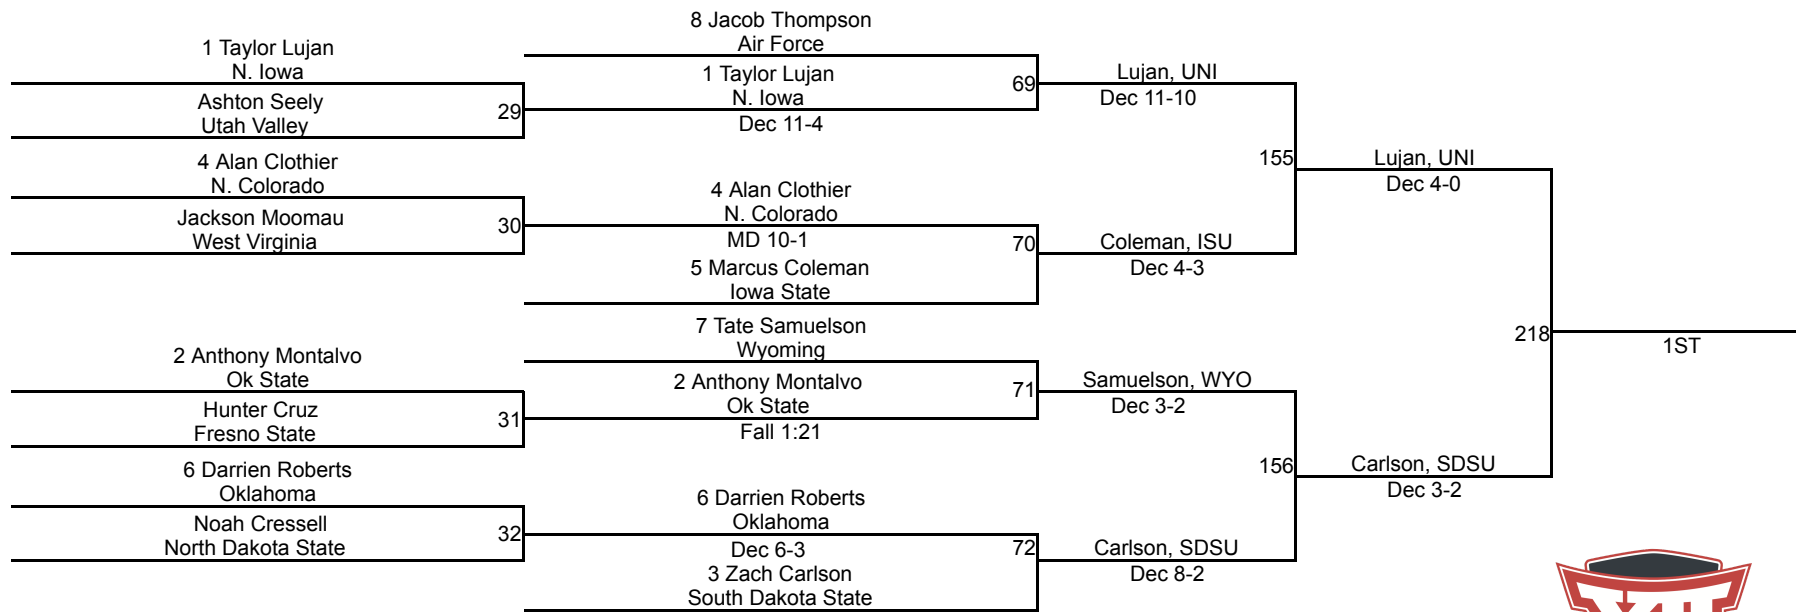 1 Taylor Lujan
N. Iowa
Ashton Seely
Utah Valley
29
4 Alan Clothier
N. Colorado
Jackson Moomau
West Virginia
30
2 Anthony Montalvo
Ok State
Hunter Cruz
Fresno State
31
6 Darrien Roberts
Oklahoma
Noah Cressell
North Dakota State
32
8 Jacob Thompson
Air Force
1 Taylor Lujan
N. Iowa
Dec 11-4
69
4 Alan Clothier
N. Colorado
MD 10-1
5 Marcus Coleman
Iowa State
70
7 Tate Samuelson
Wyoming
2 Anthony Montalvo
Ok State
Fall 1:21
71
6 Darrien Roberts
Oklahoma
Dec 6-3
3 Zach Carlson
South Dakota State
72
Lujan, UNI
Dec 11-10
155
Coleman, ISU
Dec 4-3
Samuelson, WYO
Dec 3-2
156
Carlson, SDSU
Dec 8-2
Lujan, UNI
Dec 4-0
218
Carlson, SDSU
Dec 3-2
1ST